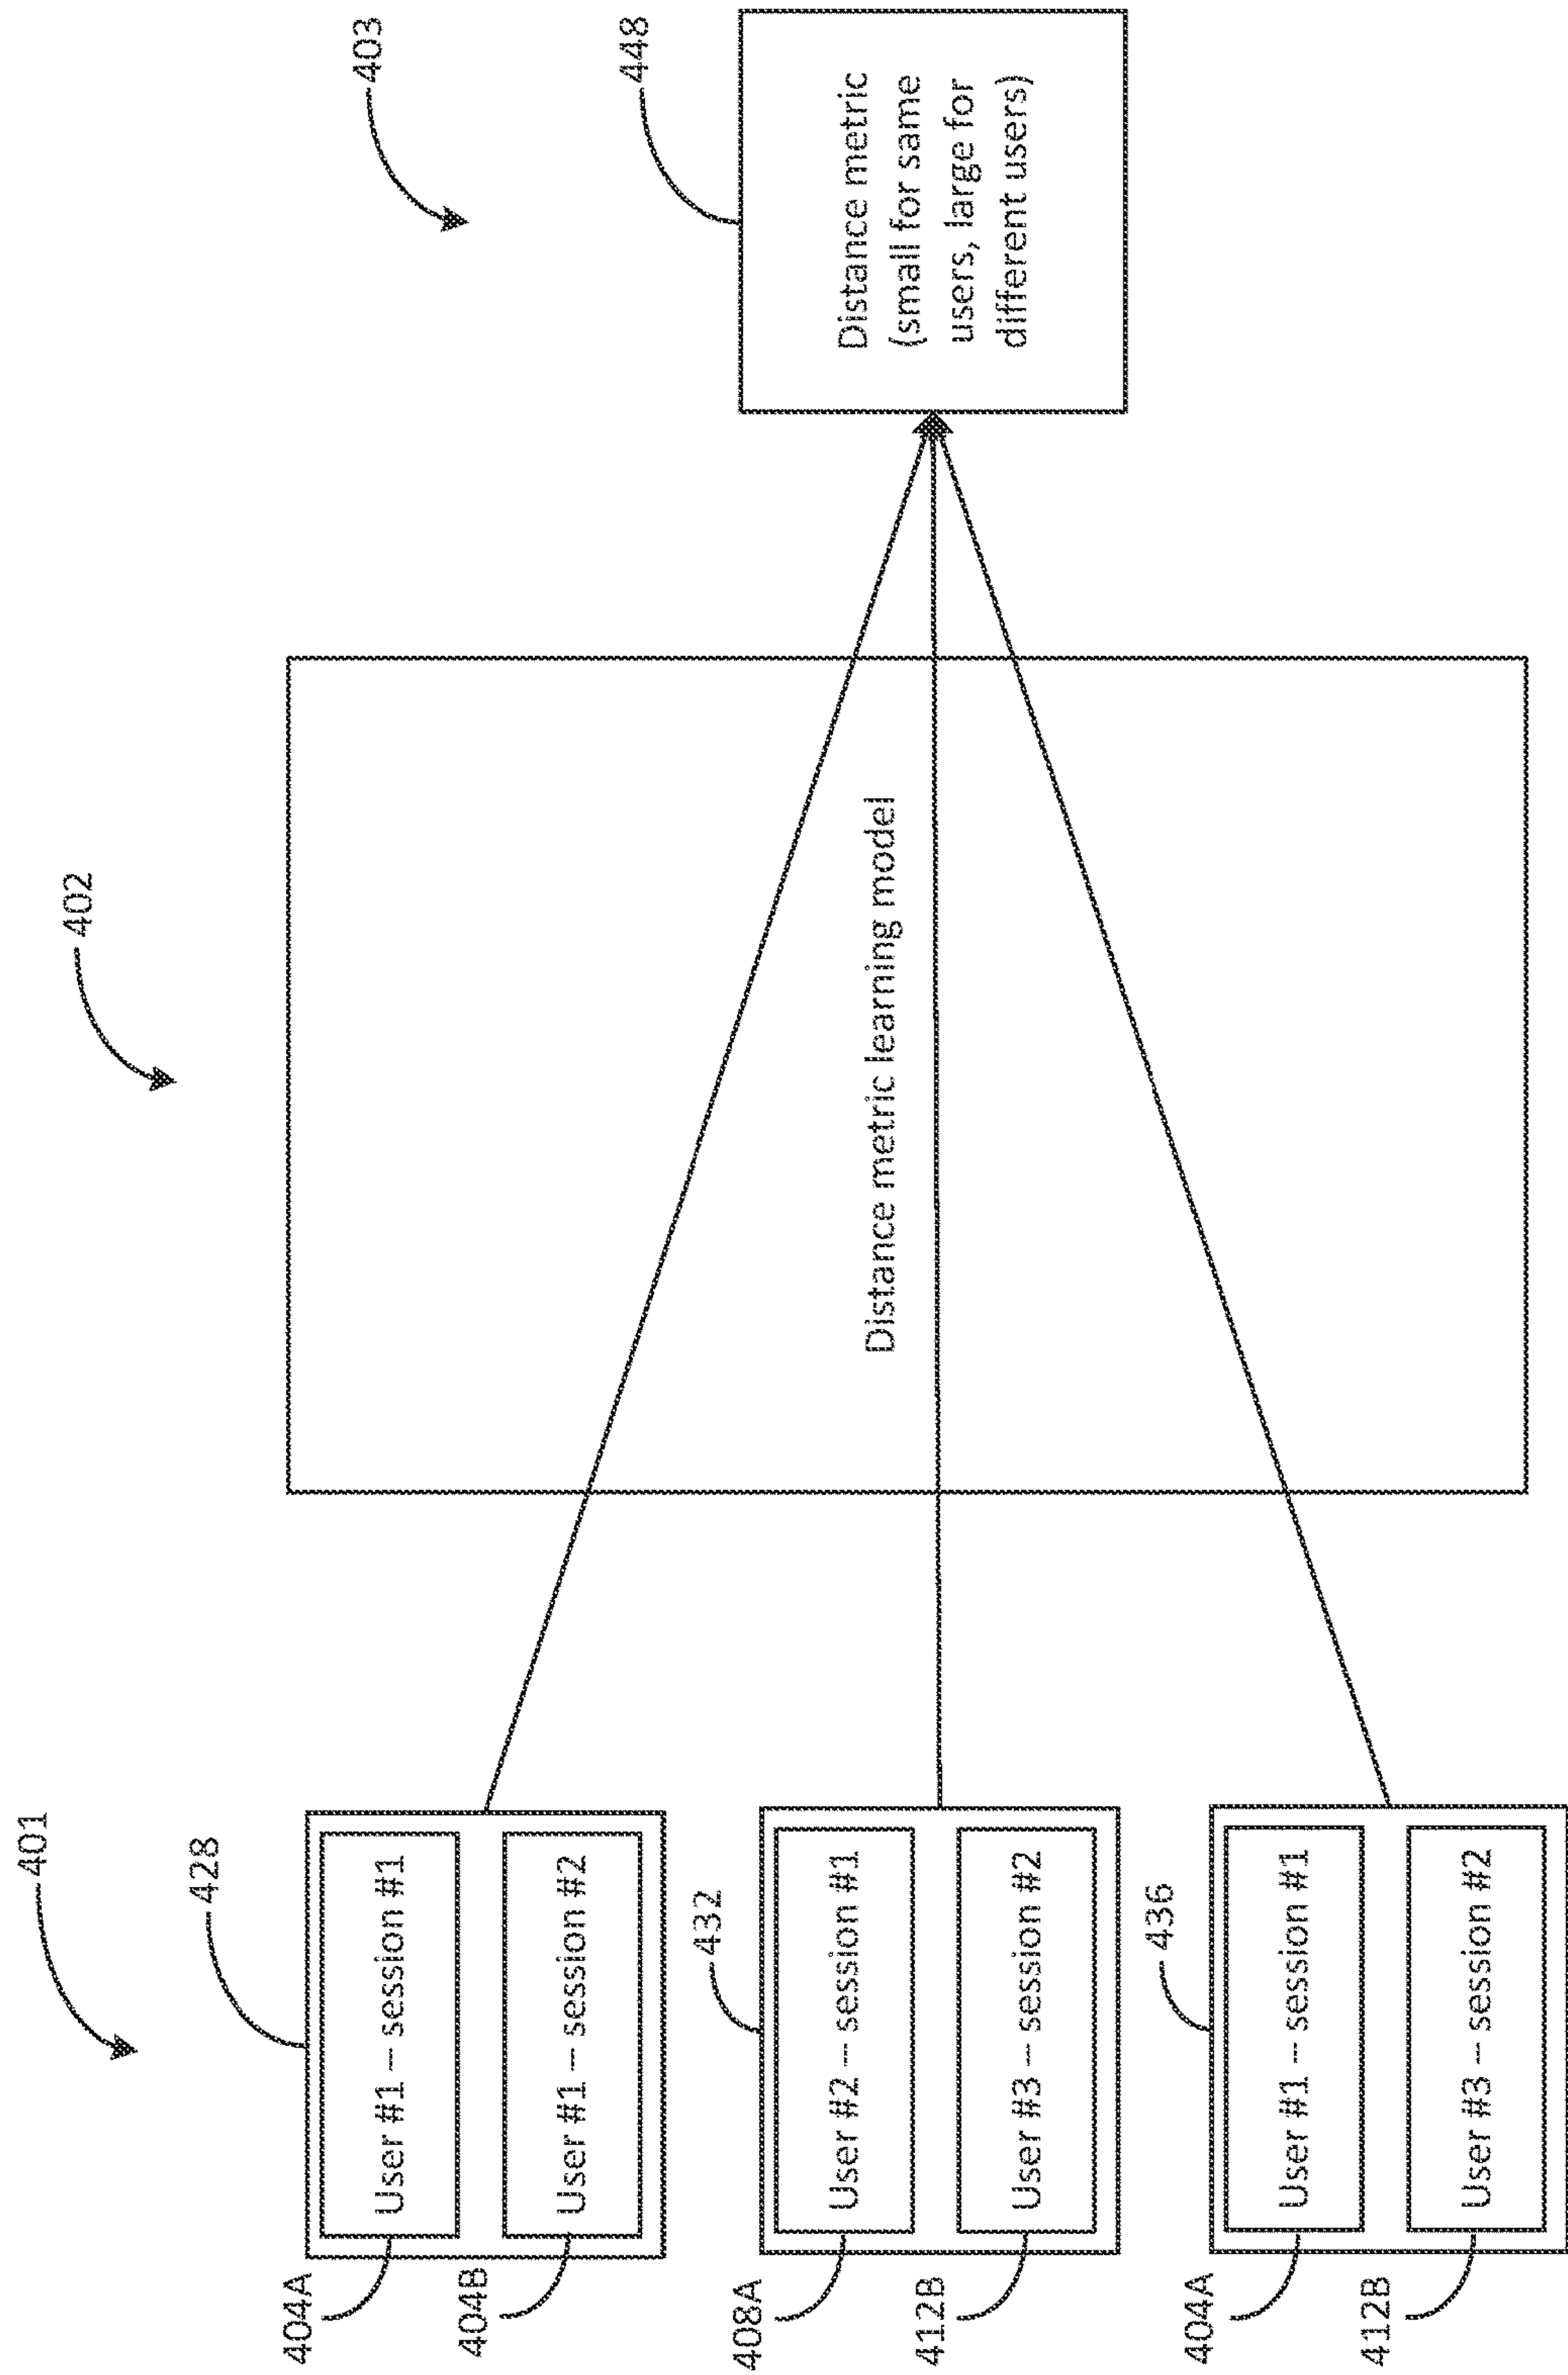 401
402
403
428
404A
User #1 – session #1
404B
User #1 – session #2
432
408A
User #2 – session #1
412B
User #3 – session #2
436
404A
User #1 – session #1
412B
User #3 – session #2
Distance metric learning model
448
Distance metric
(small for same
users, large for
different users)